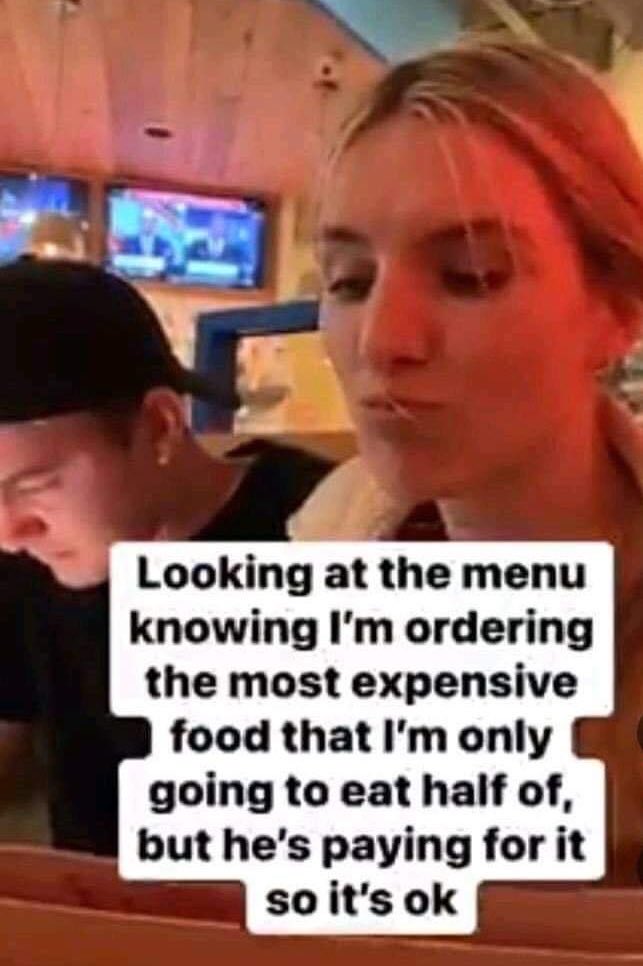 Looking at the menu
knowing I'm ordering
the most expensive
food that I'm only
going to eat half of,
but he's paying for it
so it's ok